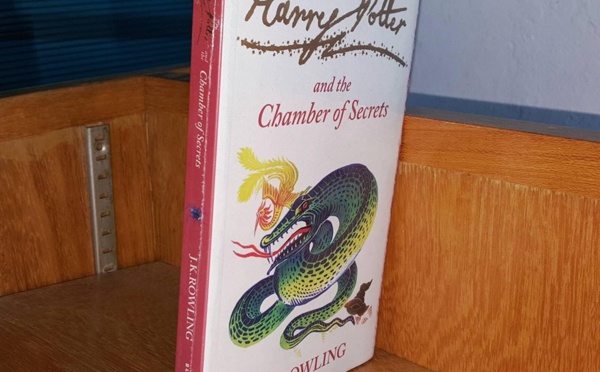 Harry Potter
and the
Chamber of Secrets
OWLING
Chamber of Secrets
J.K.ROWLING